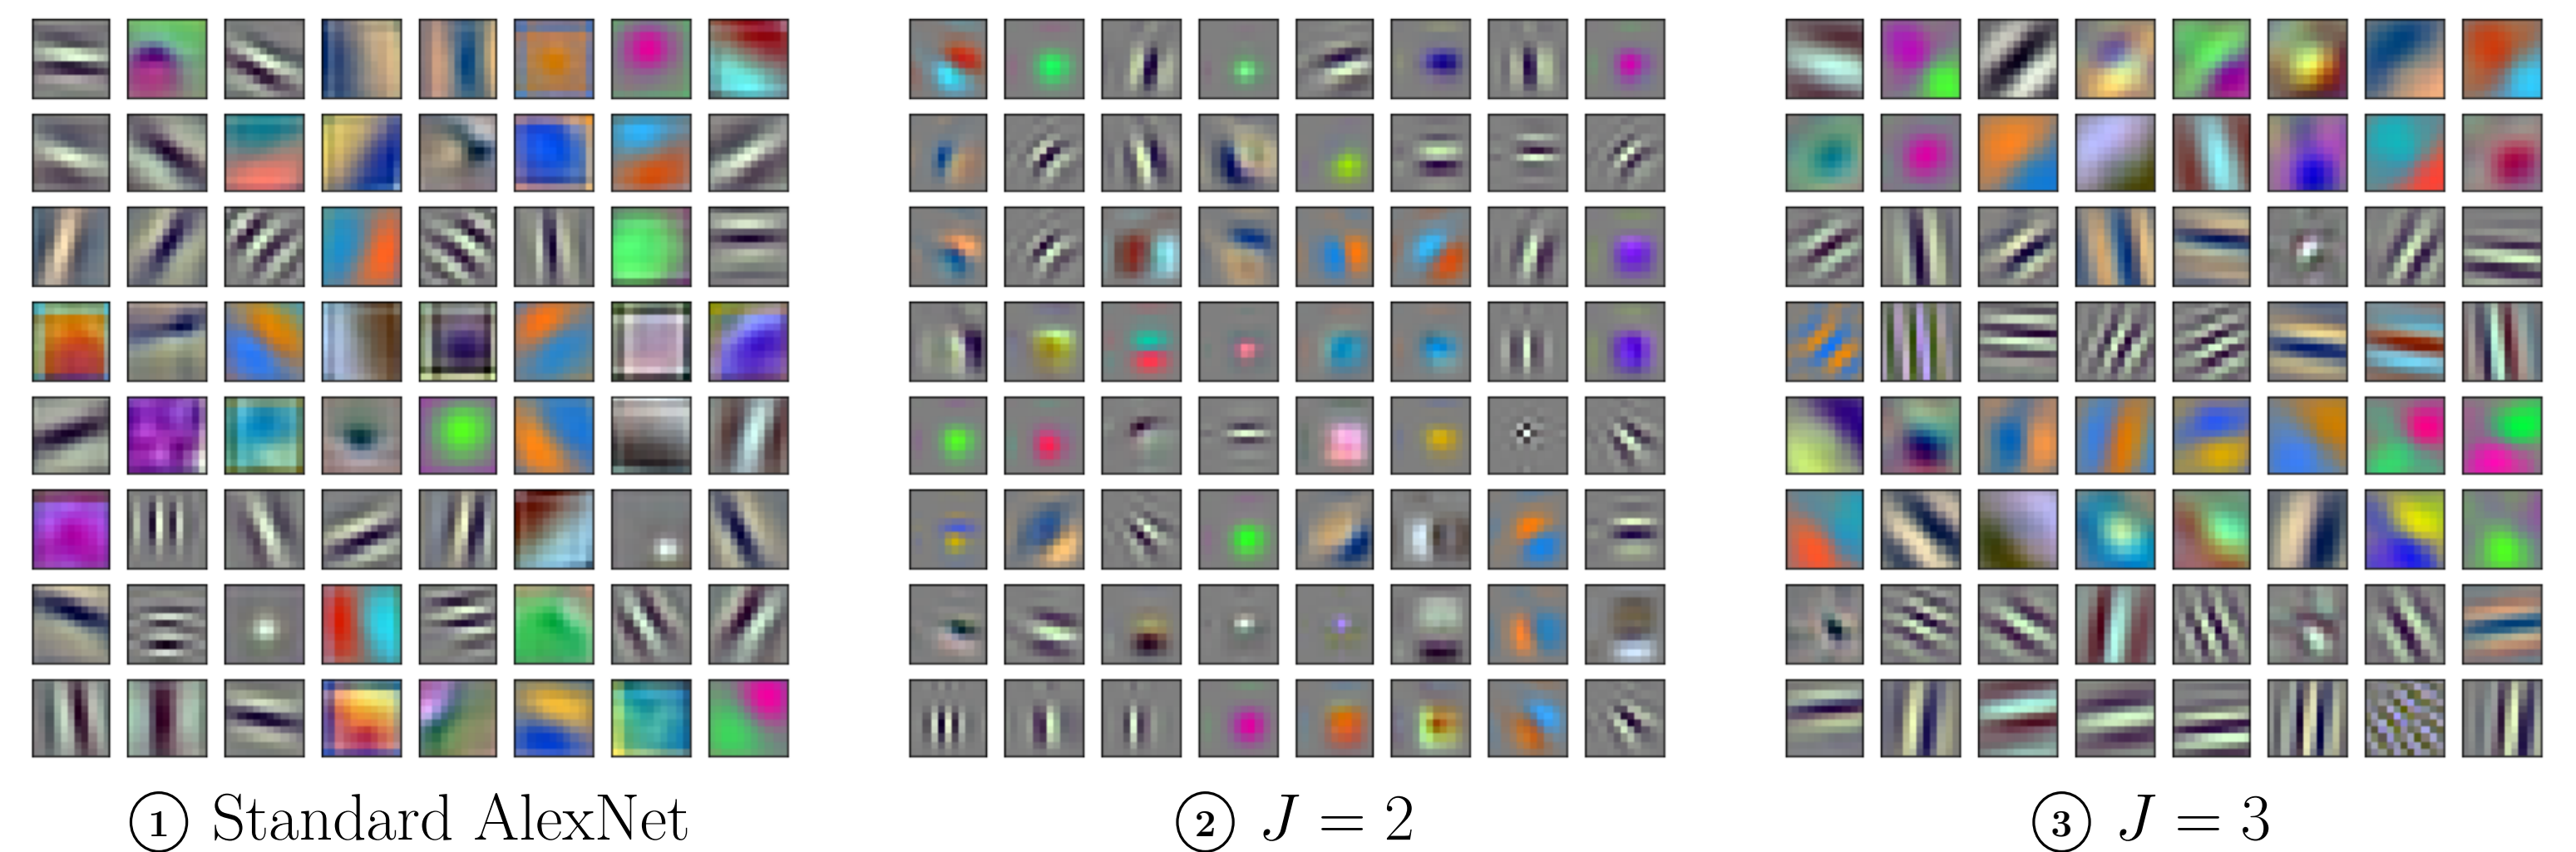 ① Standard AlexNet
② J = 2
③ J = 3